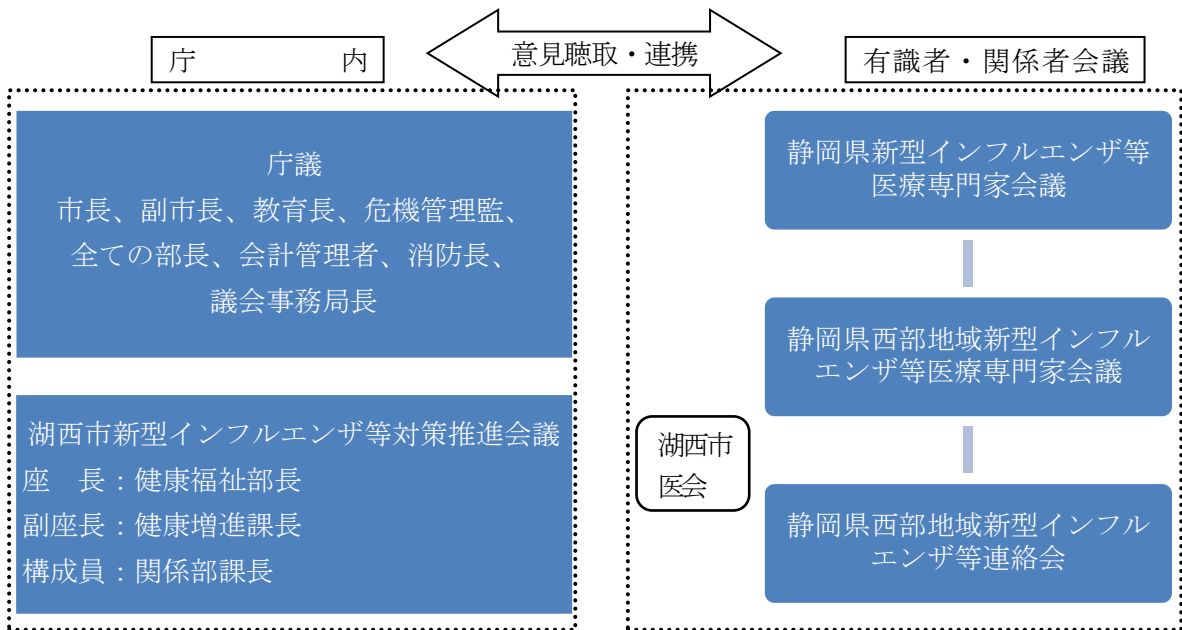 庁　　　　　内
意見聴取・連携
有識者・関係者会議
庁議
市長、副市長、教育長、危機管理監、
全ての部長、会計管理者、消防長、
議会事務局長
湖西市新型インフルエンザ等対策推進会議
座　長：健康福祉部長
副座長：健康増進課長
構成員：関係部課長
湖西市
医会
静岡県新型インフルエンザ等
医療専門家会議
静岡県西部地域新型インフル
エンザ等医療専門家会議
静岡県西部地域新型インフル
エンザ等連絡会